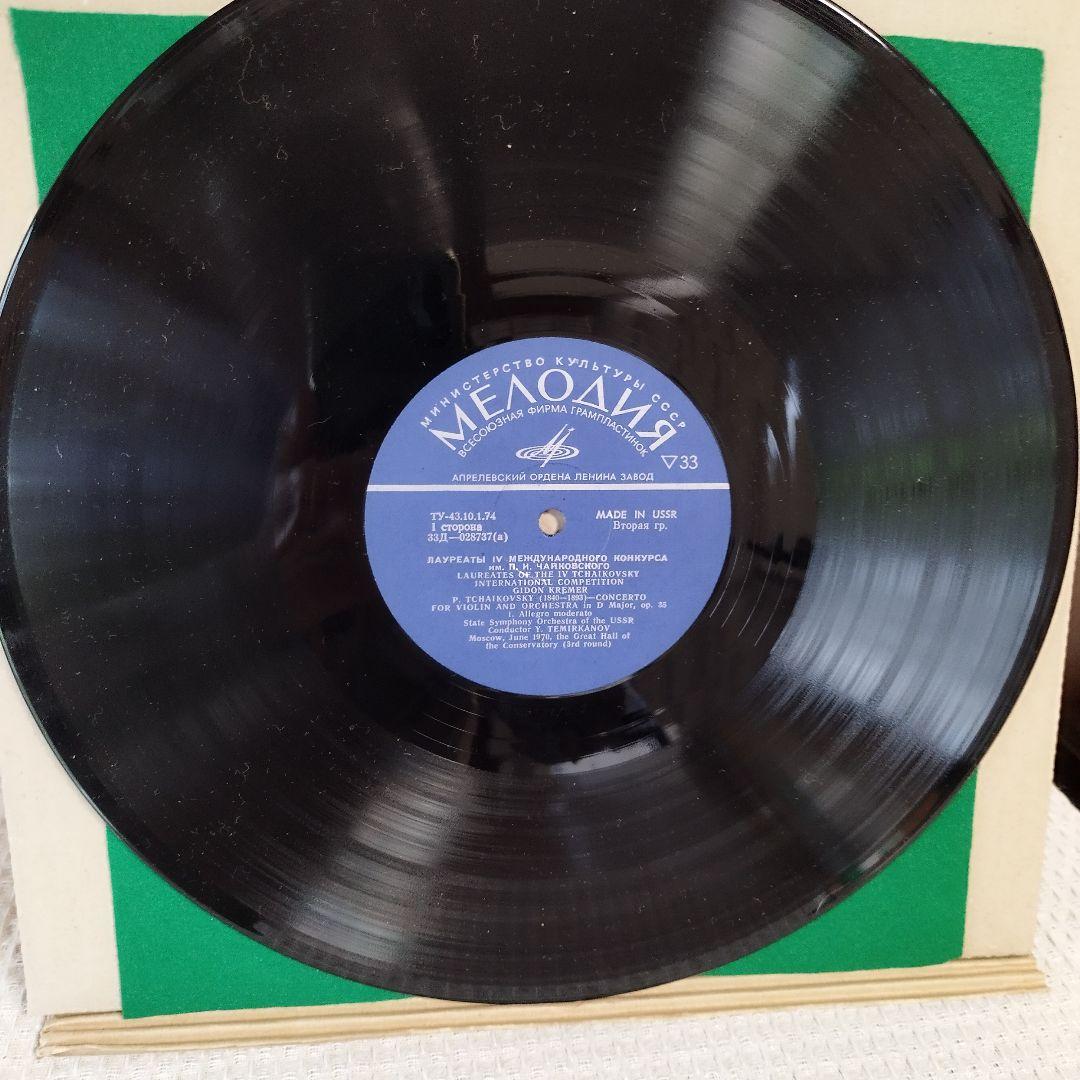 МИНИСТЕРСТВО КУЛЬТУРЫ СССР
МЕЛОДИЯ
ВСЕСОЮЗНАЯ ФИРМА ГРАМПЛАСТИНОК
▽33
АПРЕЛЕВСКИЙ ОРДЕНА ЛЕНИНА ЗАВОД
ТУ-43.10.1.74 MADE IN USSR
I сторона Вторая гр.
33Д—028737(а)
ЛАУРЕАТЫ IV МЕЖДУНАРОДНОГО КОНКУРСА
им. П. И. ЧАЙКОВСКОГО
LAUREATES OF THE IV TCHAIKOVSKY
INTERNATIONAL COMPETITION
GIDON KREMER
P. TCHAIKOVSKY (1840—1893)—CONCERTO
FOR VIOLIN AND ORCHESTRA in D Major, op. 35
1. Allegro moderato
State Symphony Orchestra of the USSR
Conductor Y. TEMIRKANOV
Moscow, June 1970, the Great Hall of
the Conservatory (3rd round)